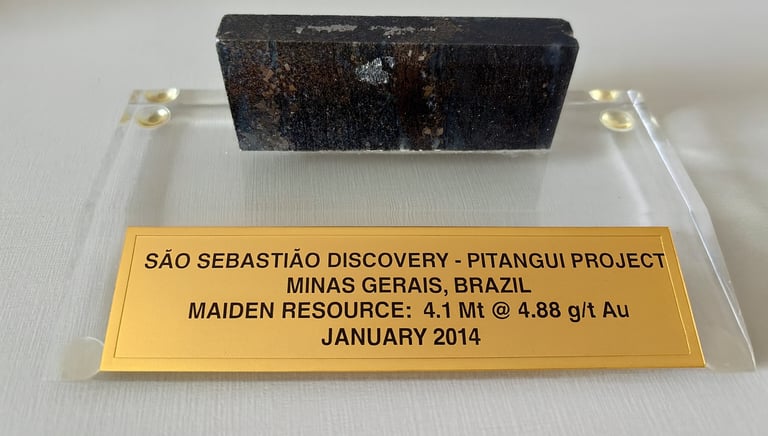 SÃO SEBASTIÃO DISCOVERY - PITANGUI PROJECT
MINAS GERAIS, BRAZIL
MAIDEN RESOURCE: 4.1 Mt @ 4.88 g/t Au
JANUARY 2014